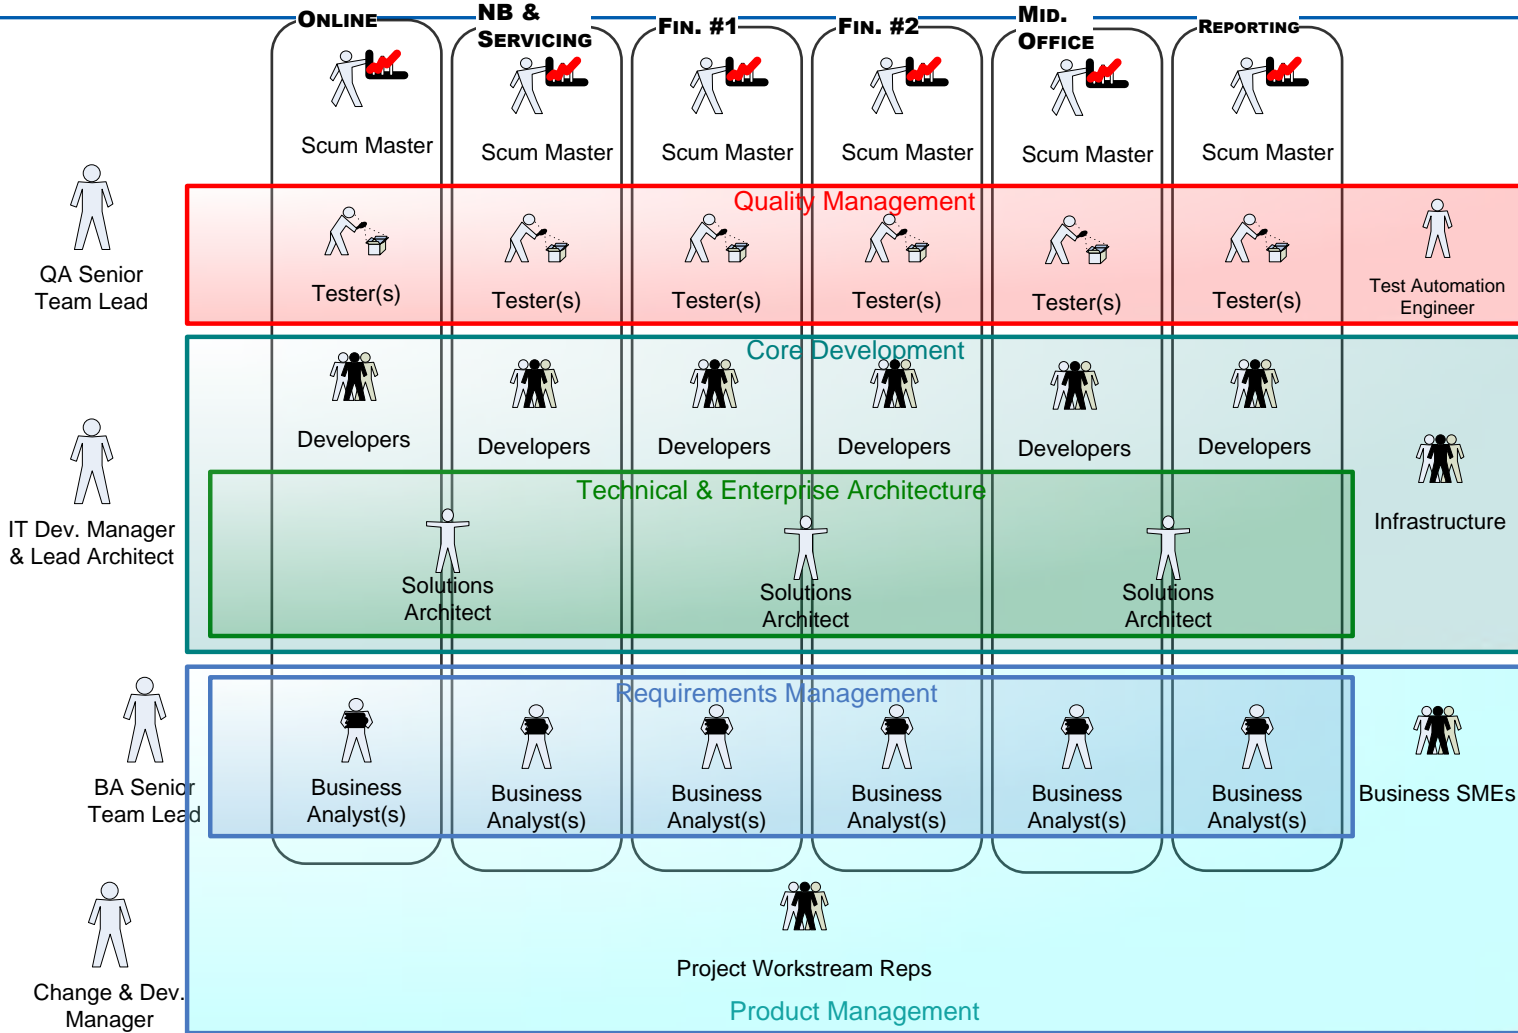 ONLINE
NB &
SERVICING
FIN. #1
FIN. #2
MID.
OFFICE
REPORTING
Scum Master
Scum Master
Scum Master
Scum Master
Scum Master
Scum Master
Quality Management
QA Senior
Team Lead
Tester(s)
Tester(s)
Tester(s)
Tester(s)
Tester(s)
Tester(s)
Test Automation
Engineer
Core Development
Developers
Developers
Developers
Developers
Developers
Developers
Technical & Enterprise Architecture
IT Dev. Manager
& Lead Architect
Infrastructure
Solutions
Architect
Solutions
Architect
Solutions
Architect
Requirements Management
BA Senior
Team Lead
Business
Analyst(s)
Business
Analyst(s)
Business
Analyst(s)
Business
Analyst(s)
Business
Analyst(s)
Business
Analyst(s)
Business SMEs
Project Workstream Reps
Change & Dev.
Manager
Product Management